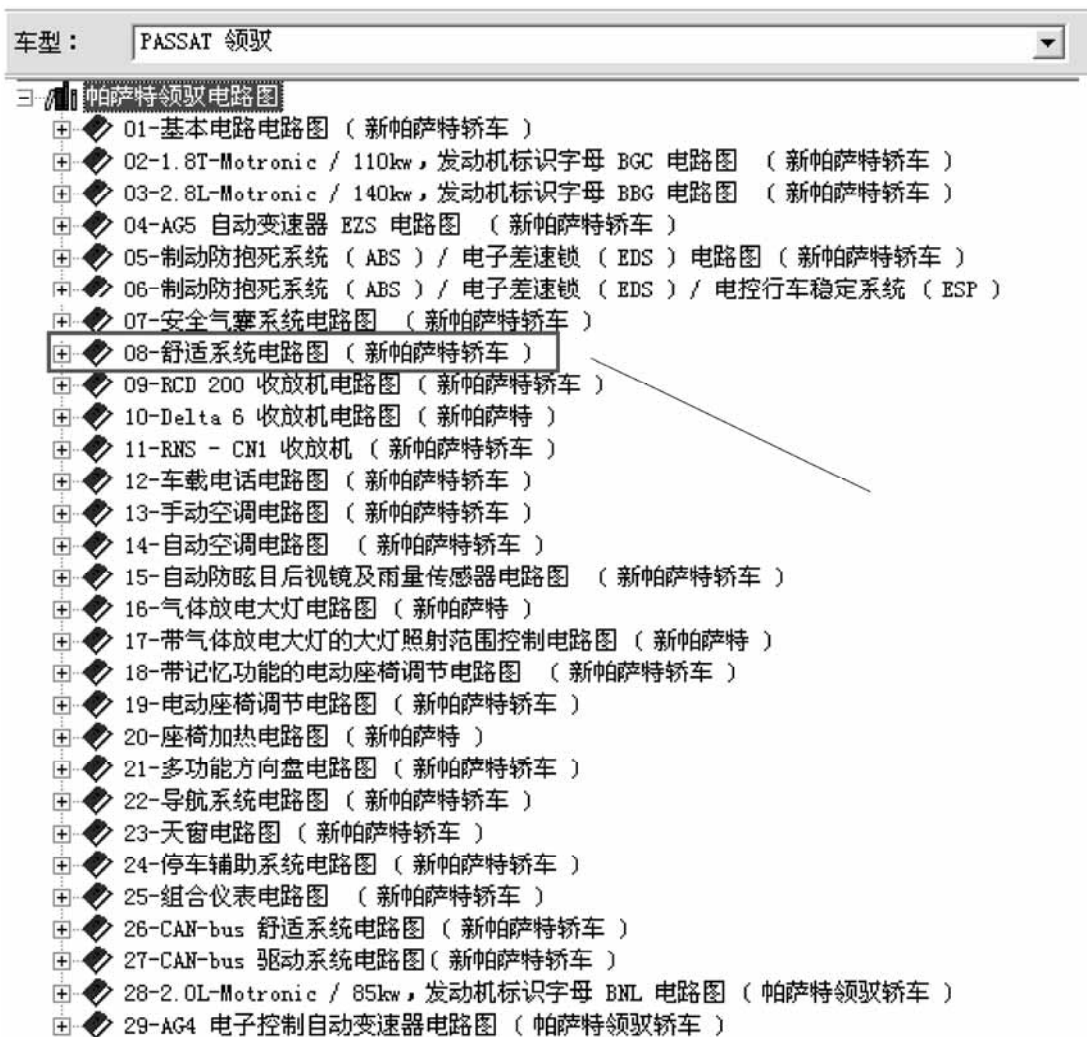 车型： PASSAT 领驭
帕萨特领驭电路图
01-基本电路电路图 （ 新帕萨特轿车 ）
02-1.8T-Motronic / 110kw，发动机标识字母 BGC 电路图 （ 新帕萨特轿车 ）
03-2.8L-Motronic / 140kw，发动机标识字母 BBG 电路图 （ 新帕萨特轿车 ）
04-AG5 自动变速器 EZS 电路图 （ 新帕萨特轿车 ）
05-制动防抱死系统 （ ABS ）/ 电子差速锁 （ EDS ）电路图（ 新帕萨特轿车 ）
06-制动防抱死系统 （ ABS ）/ 电子差速锁 （ EDS ）/ 电控行车稳定系统 （ ESP ）
07-安全气囊系统电路图 （ 新帕萨特轿车 ）
08-舒适系统电路图（ 新帕萨特轿车 ）
09-RCD 200 收放机电路图（ 新帕萨特轿车 ）
10-Delta 6 收放机电路图（ 新帕萨特 ）
11-RNS - CN1 收放机（ 新帕萨特轿车 ）
12-车载电话电路图（ 新帕萨特轿车 ）
13-手动空调电路图（ 新帕萨特轿车 ）
14-自动空调电路图 （ 新帕萨特轿车 ）
15-自动防眩目后视镜及雨量传感器电路图 （ 新帕萨特轿车 ）
16-气体放电大灯电路图（ 新帕萨特 ）
17-带气体放电大灯的大灯照射范围控制电路图（ 新帕萨特 ）
18-带记忆功能的电动座椅调节电路图 （ 新帕萨特轿车 ）
19-电动座椅调节电路图（ 新帕萨特轿车 ）
20-座椅加热电路图（ 新帕萨特 ）
21-多功能方向盘电路图（ 新帕萨特轿车 ）
22-导航系统电路图（ 新帕萨特轿车 ）
23-天窗电路图（ 新帕萨特轿车 ）
24-停车辅助系统电路图（ 新帕萨特轿车 ）
25-组合仪表电路图 （ 新帕萨特轿车 ）
26-CAN-bus 舒适系统电路图（ 新帕萨特轿车 ）
27-CAN-bus 驱动系统电路图（ 新帕萨特轿车 ）
28-2.0L-Motronic / 85kw，发动机标识字母 BNL 电路图（ 帕萨特领驭轿车 ）
29-AG4 电子控制自动变速器电路图（ 帕萨特领驭轿车 ）